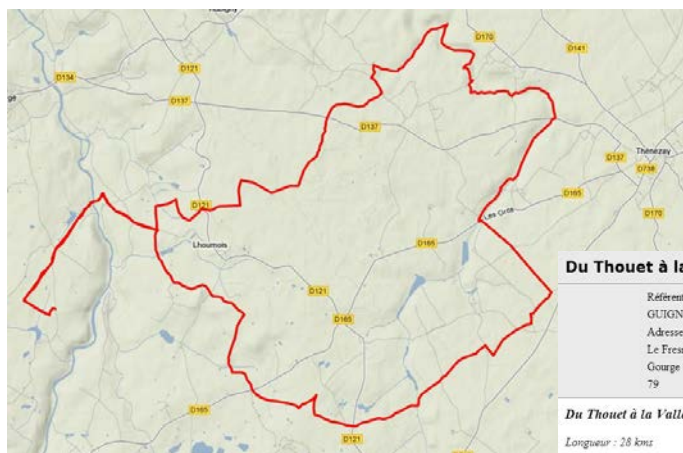 D170
D141
D121
D134
D137
D137
Thénezay
D137
D738
D165
D121
Les Grips
D170
Lhoumois
D165
D121
D165
D165
D121
Du Thouet à la
Référent
GUIGN
Adresse
Le Fresn
Gourge
79
Du Thouet à la Vall
Longueur : 28 kms